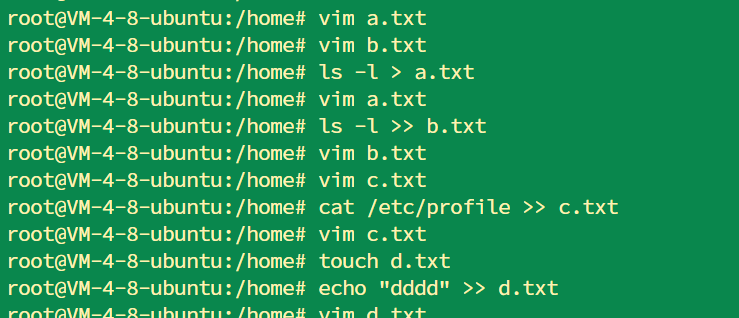 root@VM-4-8-ubuntu:/home# vim a.txt
root@VM-4-8-ubuntu:/home# vim b.txt
root@VM-4-8-ubuntu:/home# ls -l > a.txt
root@VM-4-8-ubuntu:/home# vim a.txt
root@VM-4-8-ubuntu:/home# ls -l >> b.txt
root@VM-4-8-ubuntu:/home# vim b.txt
root@VM-4-8-ubuntu:/home# vim c.txt
root@VM-4-8-ubuntu:/home# cat /etc/profile >> c.txt
root@VM-4-8-ubuntu:/home# vim c.txt
root@VM-4-8-ubuntu:/home# touch d.txt
root@VM-4-8-ubuntu:/home# echo "dddd" >> d.txt
root@VM-4-8-ubuntu:/home# vim d.txt